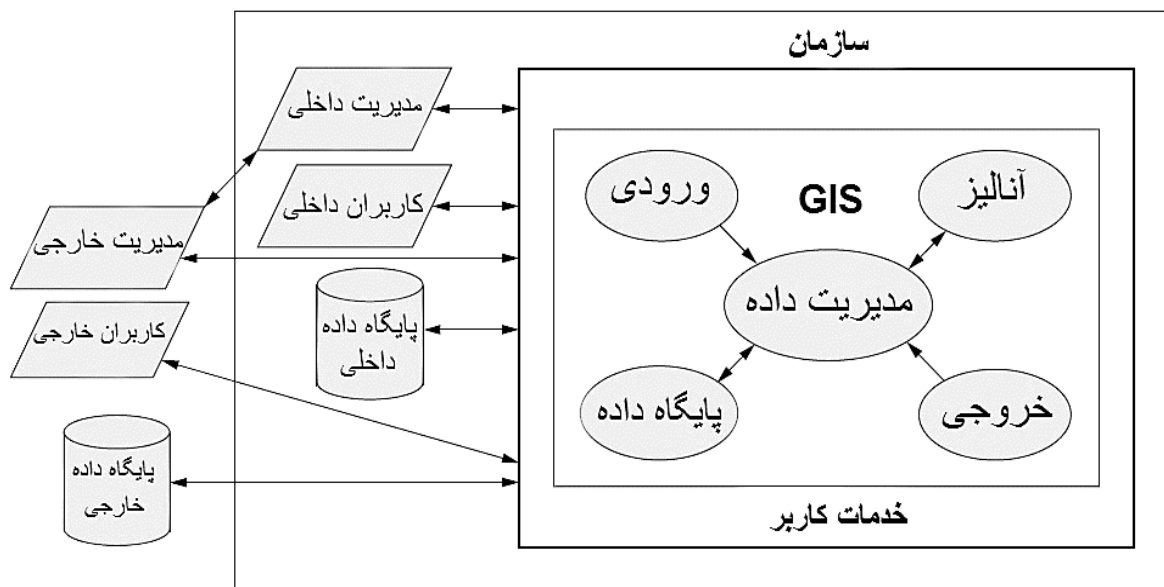 سازمان
مدیریت داخلی
کاربران داخلی
مدیریت خارجی
کاربران خارجی
پایگاه داده
داخلی
پایگاه داده
خارجی
ورودی
GIS
آنالیز
مدیریت داده
پایگاه داده
خروجی
خدمات کاربر